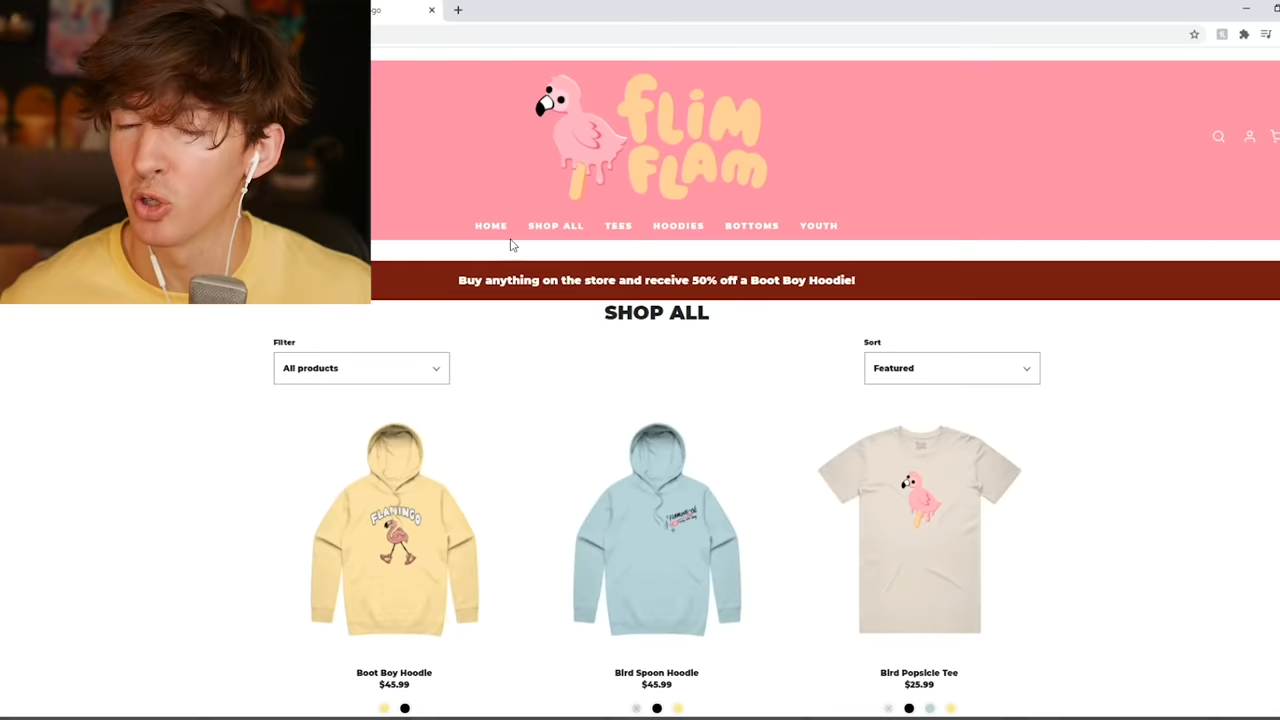 go
FLIM
FLAM
HOME SHOP ALL TEES HOODIES BOTTOMS YOUTH
Buy anything on the store and receive 50% off a Boot Boy Hoodie!
SHOP ALL
Filter
Sort
All products
Featured
FLAMINGO
Boot Boy Hoodie
$45.99
Bird Spoon Hoodie
$45.99
Bird Popsicle Tee
$25.99